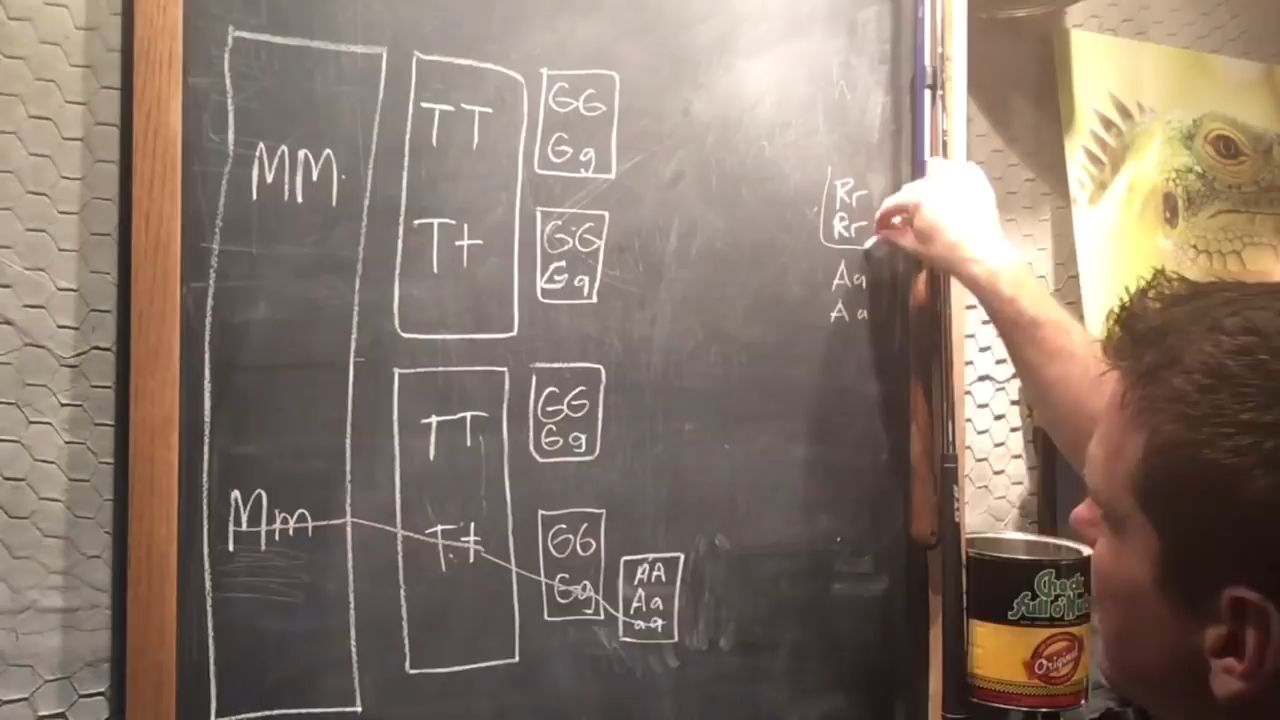 MM
Mm
TT
T+
TT
T+
GG
Gg
GG
Gg
GG
Gg
GG
Gg
AA
Aa
aa
Rr
Rr
Aa
Aa
Chock
full o'Nuts
Original